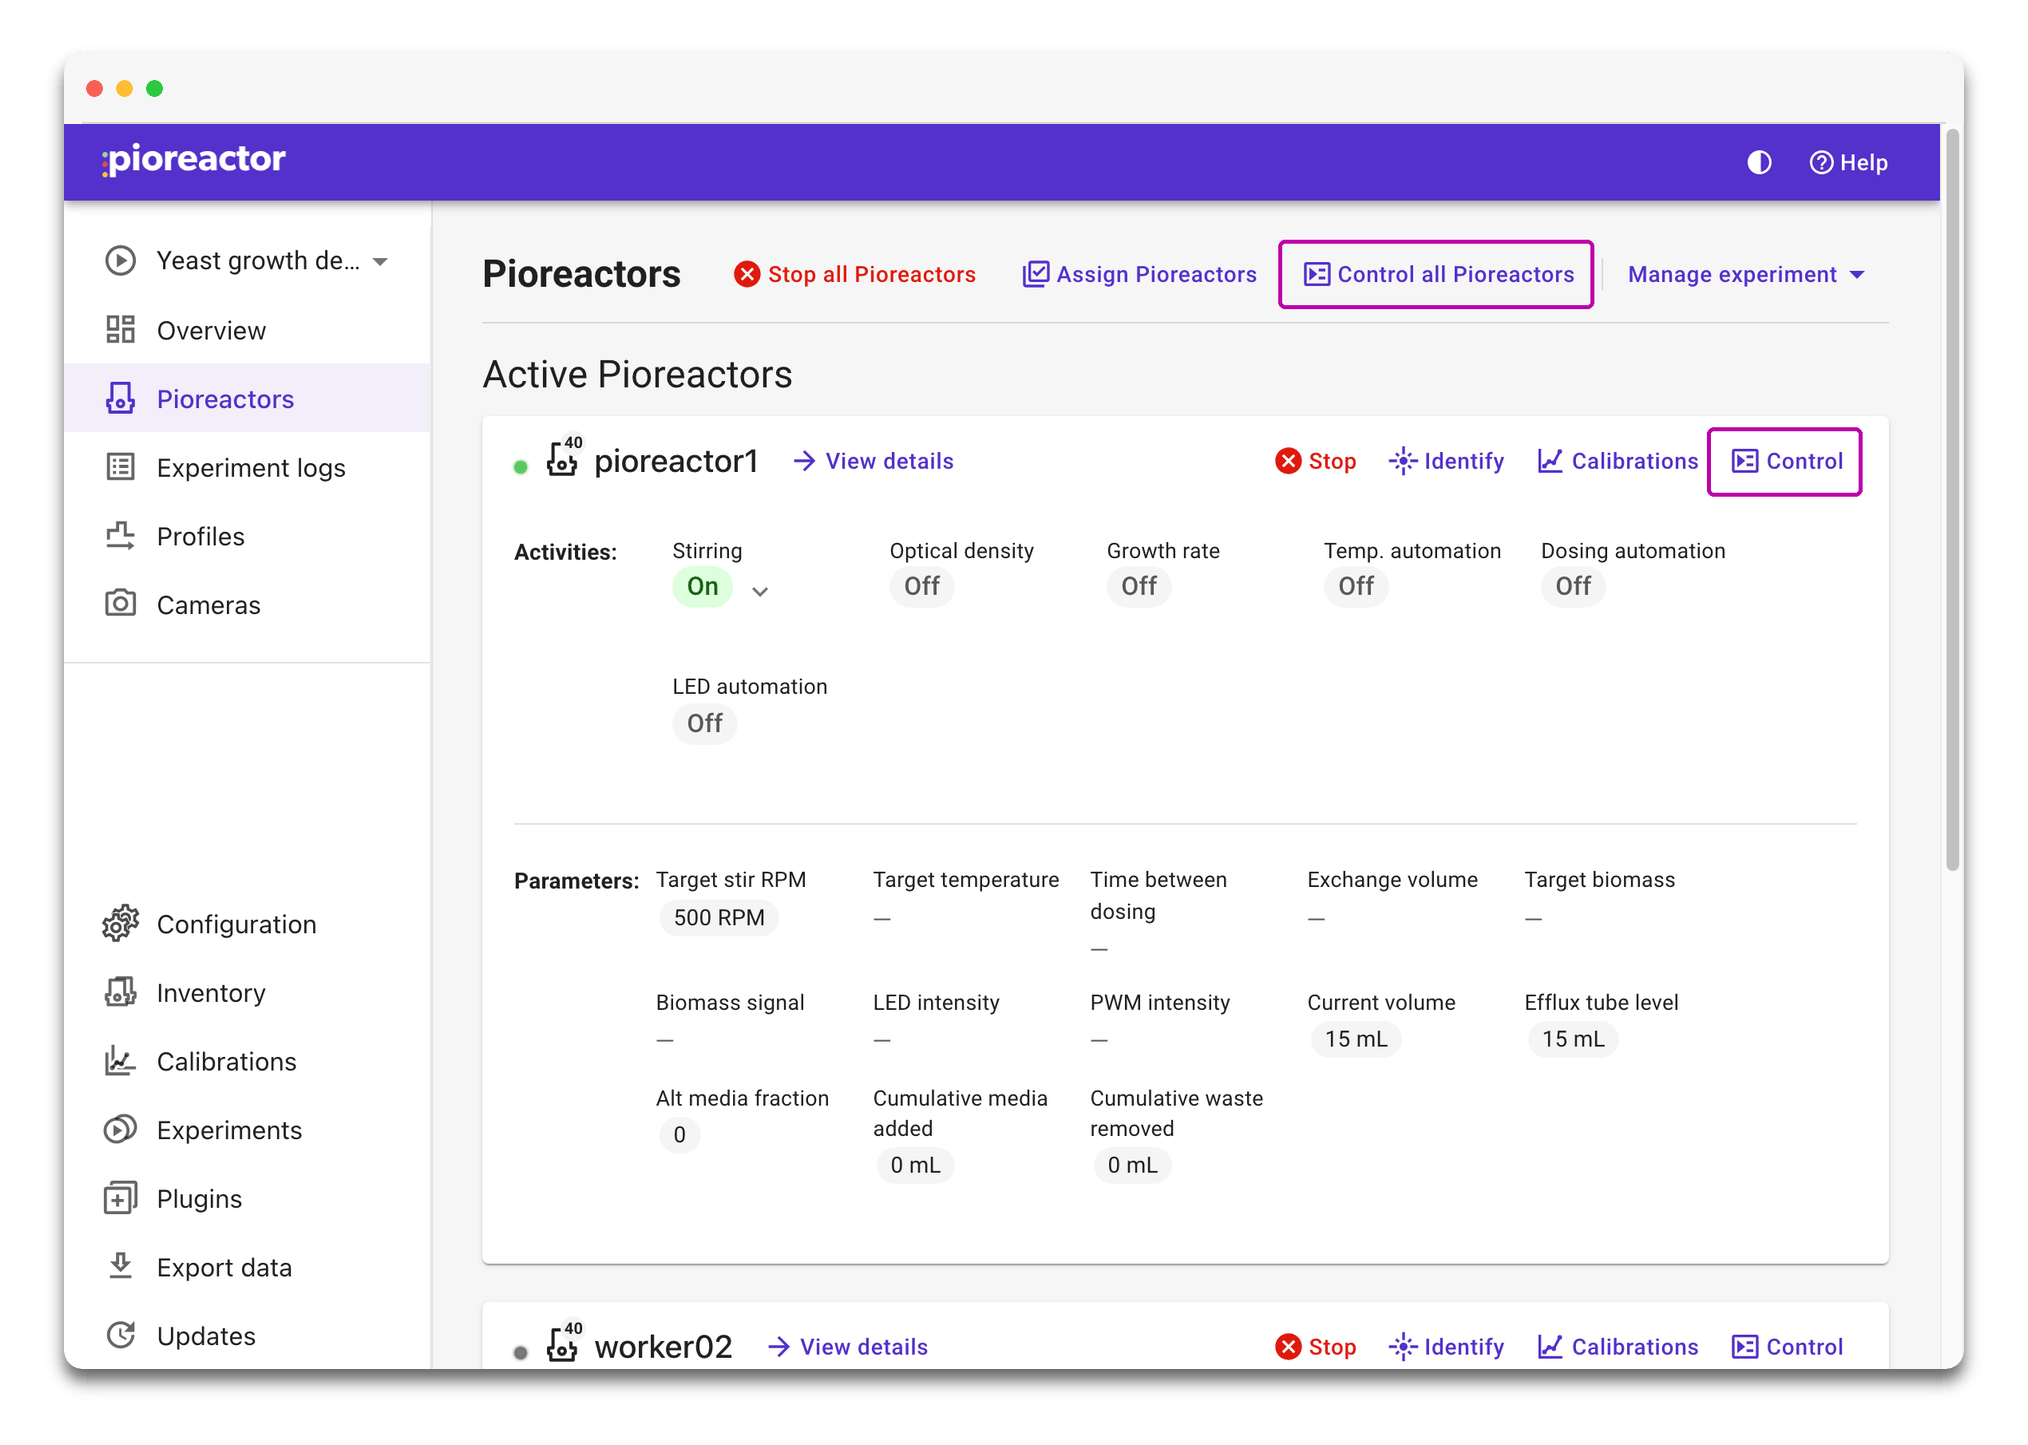 pioreactor
Help
Yeast growth de...
Overview
Pioreactors
Experiment logs
Profiles
Cameras
Configuration
Inventory
Calibrations
Experiments
Plugins
Export data
Updates
Pioreactors Stop all Pioreactors Assign Pioreactors Control all Pioreactors Manage experiment
Active Pioreactors
40
pioreactor1 View details Stop Identify Calibrations Control
Activities: Stirring Optical density Growth rate Temp. automation Dosing automation
On Off Off Off Off
LED automation
Off
Parameters: Target stir RPM Target temperature Time between Exchange volume Target biomass
dosing
500 RPM — — —
—
Biomass signal LED intensity PWM intensity Current volume Efflux tube level
— — — 15 mL 15 mL
Alt media fraction Cumulative media Cumulative waste
added removed
0
0 mL 0 mL
40
worker02 View details Stop Identify Calibrations Control